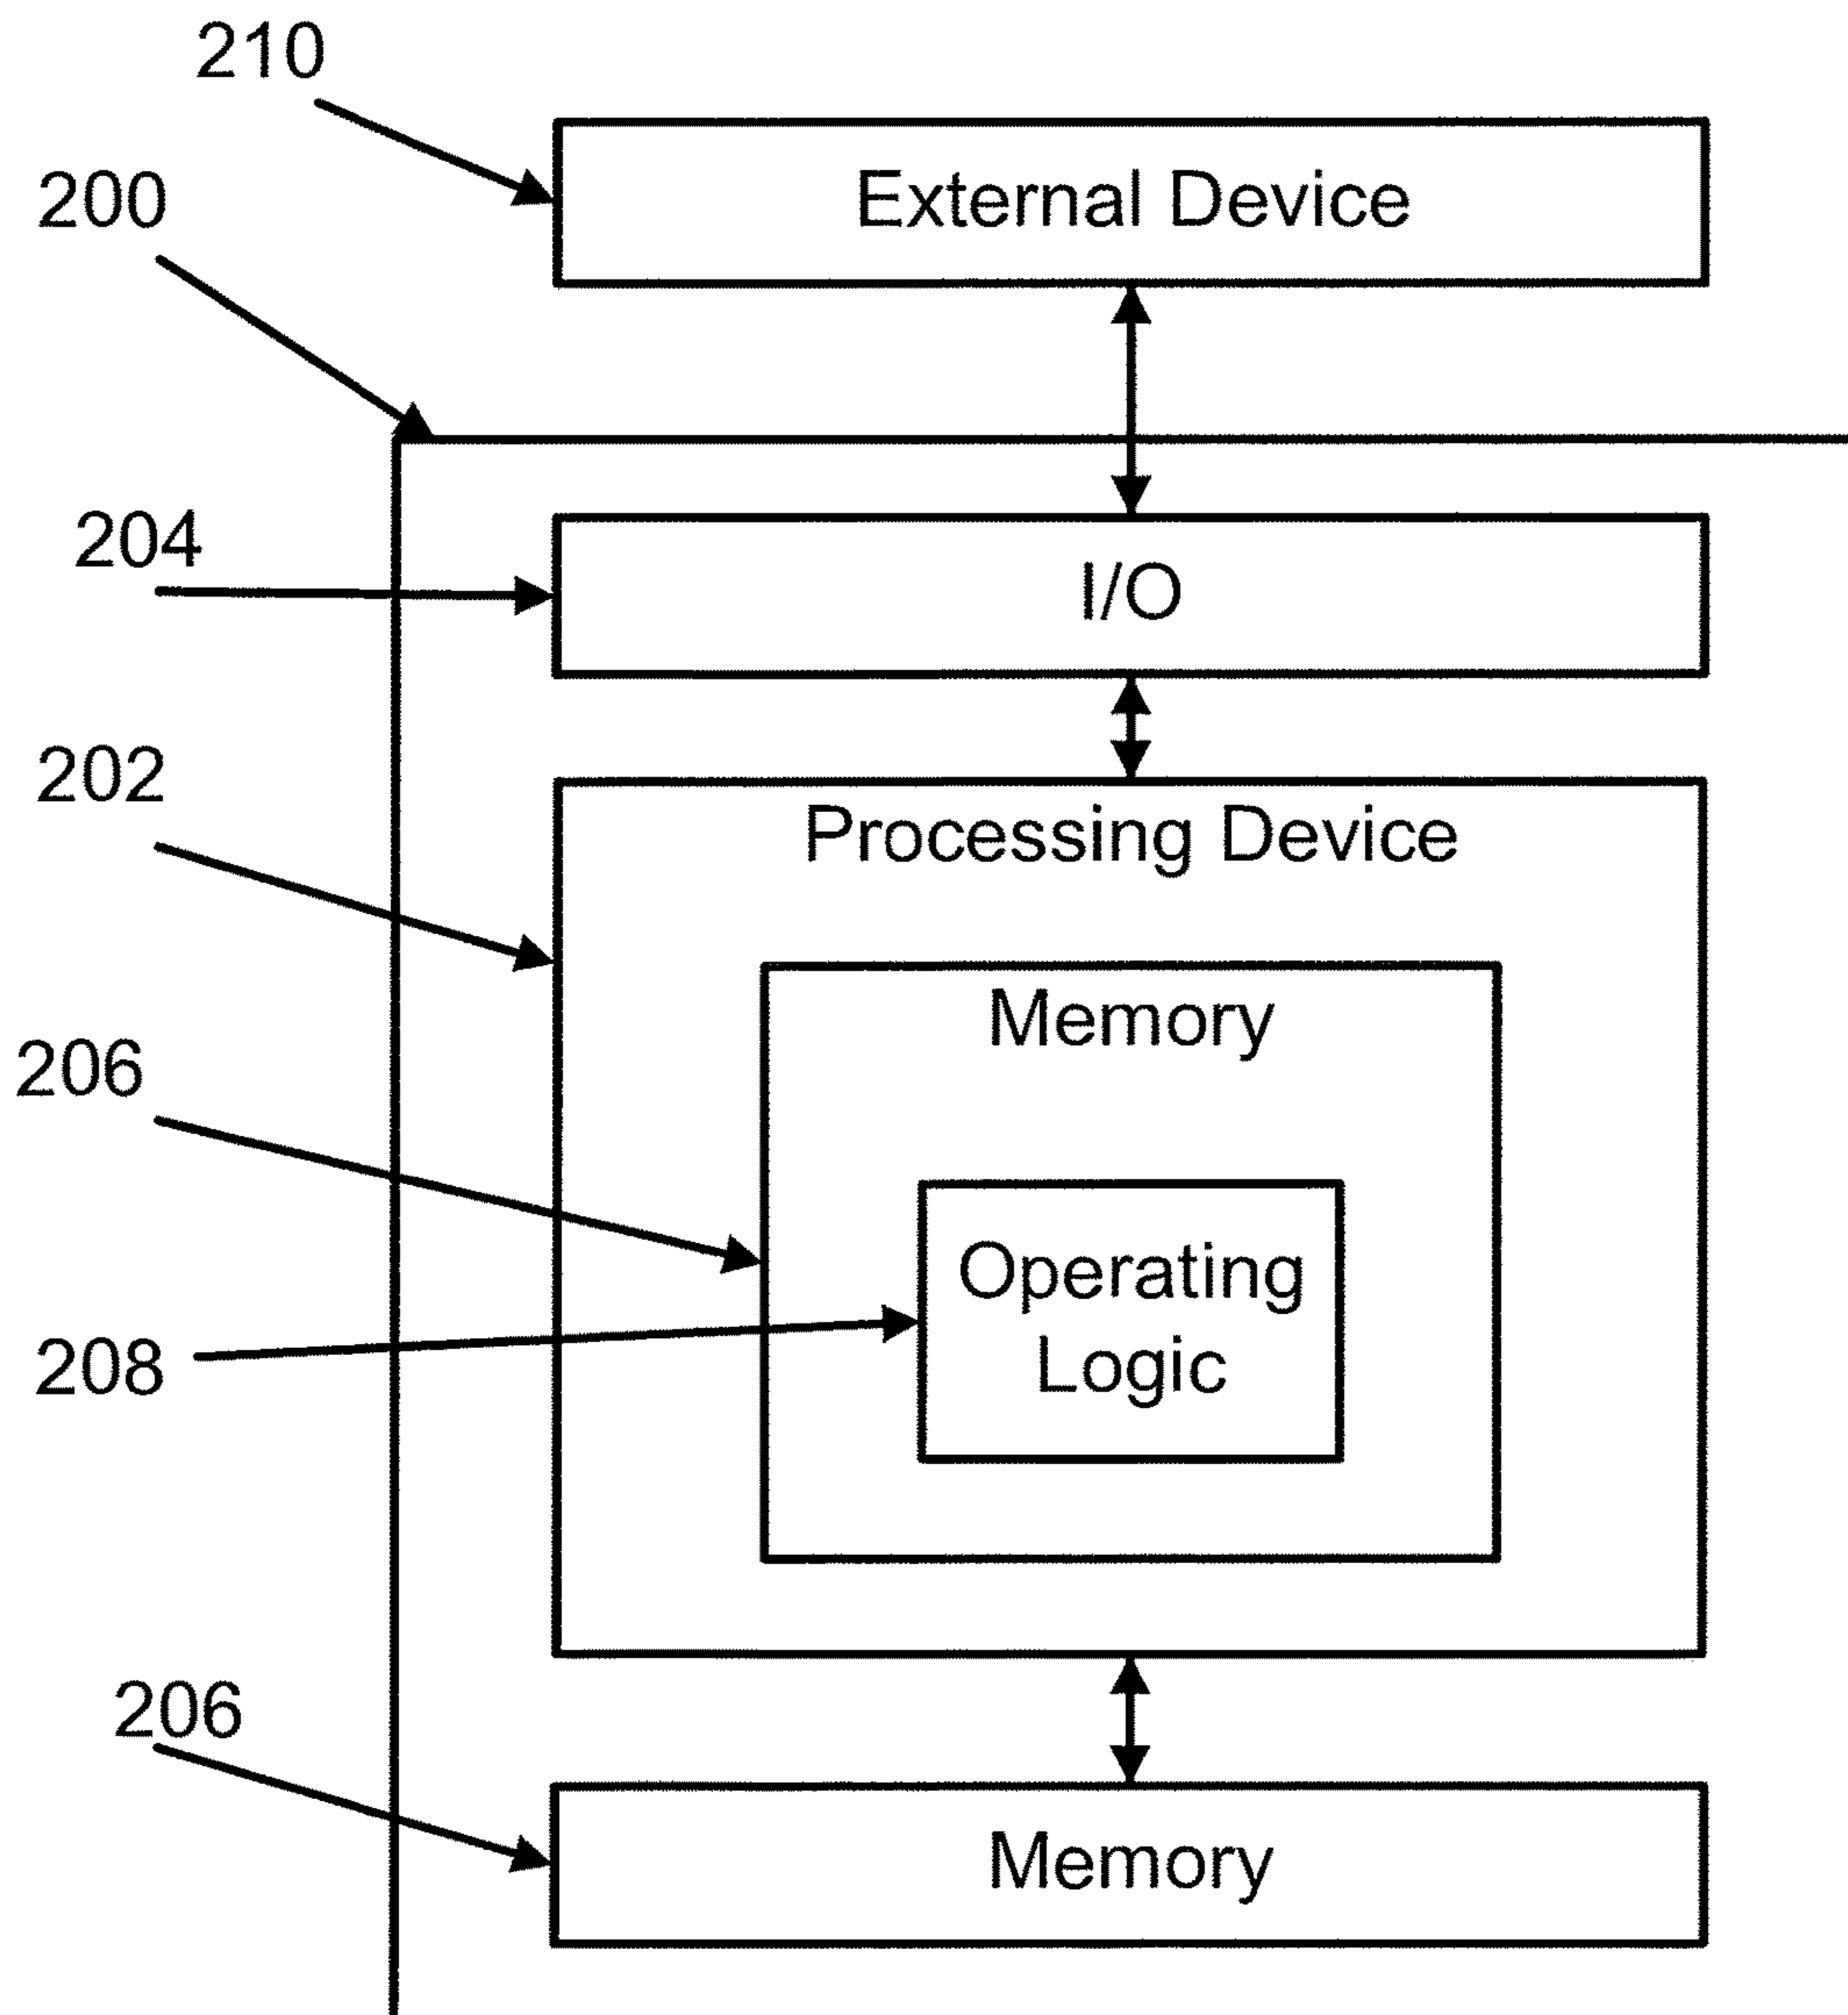 210
External Device
200
204
I/O
202
Processing Device
Memory
206
Operating
Logic
208
206
Memory